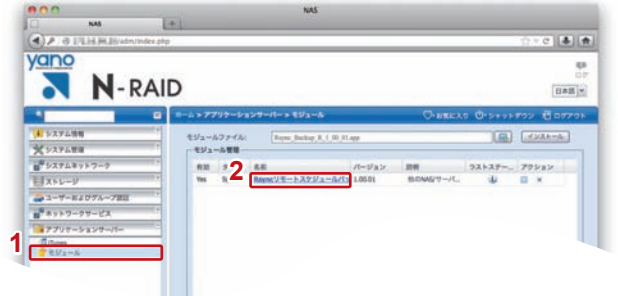 NAS
NAS
/adm/index.php
yano
N-RAID
日本語
ホーム > アプリケーションサーバー > モジュール
お気に入り
シャットダウン
ログアウト
システム情報
システム管理
システムネットワーク
ストレージ
ユーザーおよびグループ認証
ネットワークサービス
アプリケーションサーバー
iTunes
1
モジュール
モジュールファイル:
Rsync_Backup_R_1_00_01.app
インストール
モジュール管理
有効
名前
バージョン
説明
ラストステー...
アクション
Yes
2
Rsyncリモートスケジュールバッ
1.00.01
他のNAS/サーバ...